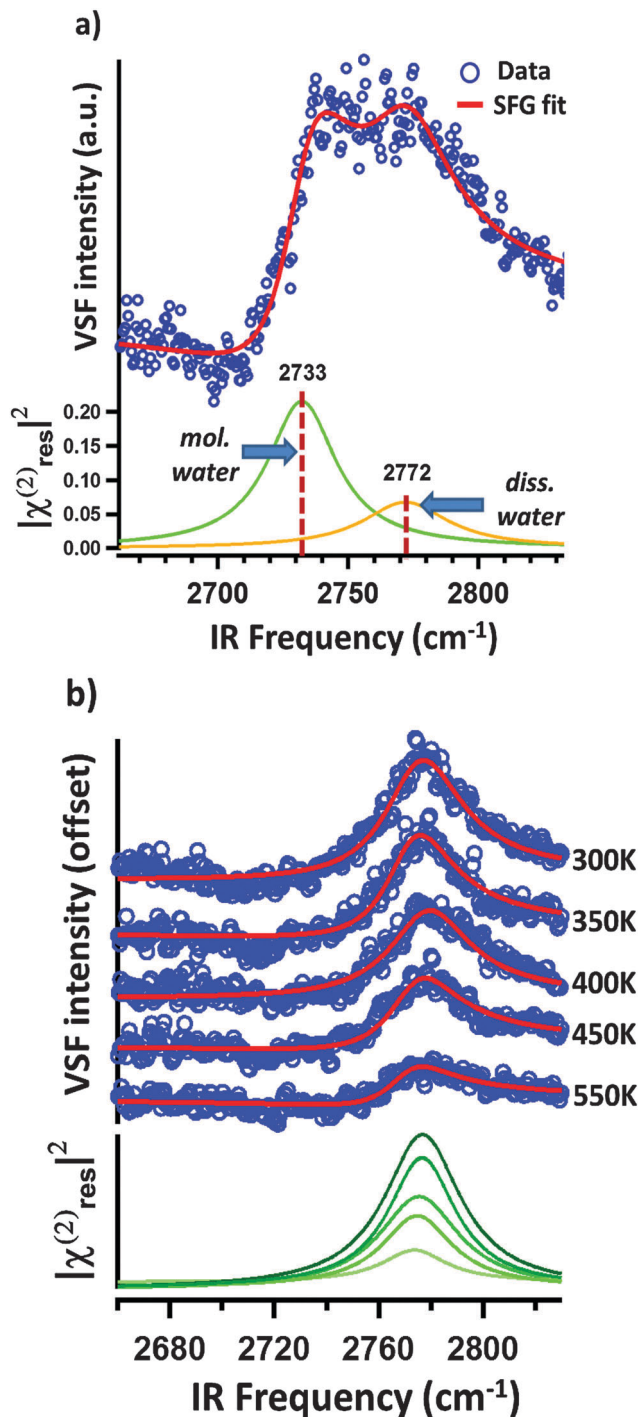 a)
Data
SFG fit
VSF intensity (a.u.)
2733
0.20
0.15
0.10
0.05
0.00
mol.
water
2772
diss.
water
|χ⁽²⁾res|²
2700
2750
2800
IR Frequency (cm⁻¹)
b)
VSF intensity (offset)
300K
350K
400K
450K
550K
|χ⁽²⁾res|²
2680
2720
2760
2800
IR Frequency (cm⁻¹)